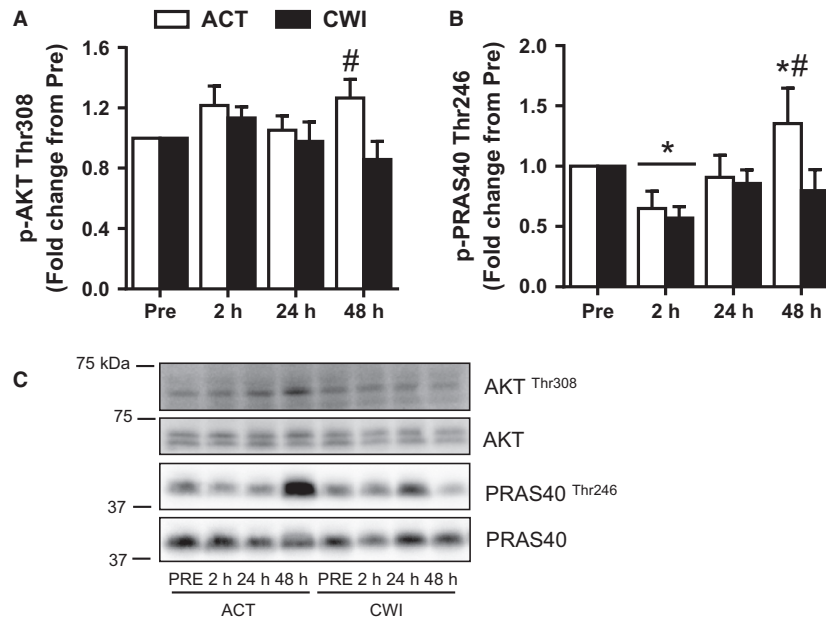 A
ACT
CWI
p-AKT Thr308
(Fold change from Pre)
1.6
1.2
0.8
0.4
0.0
#
Pre 2 h 24 h 48 h
B
p-PRAS40 Thr246
(Fold change from Pre)
2.0
1.5
1.0
0.5
0.0
*
*#
Pre 2 h 24 h 48 h
C
75 kDa
AKT Thr308
75
AKT
PRAS40 Thr246
37
PRAS40
37
PRE 2 h 24 h 48 h PRE 2 h 24 h 48 h
ACT CWI